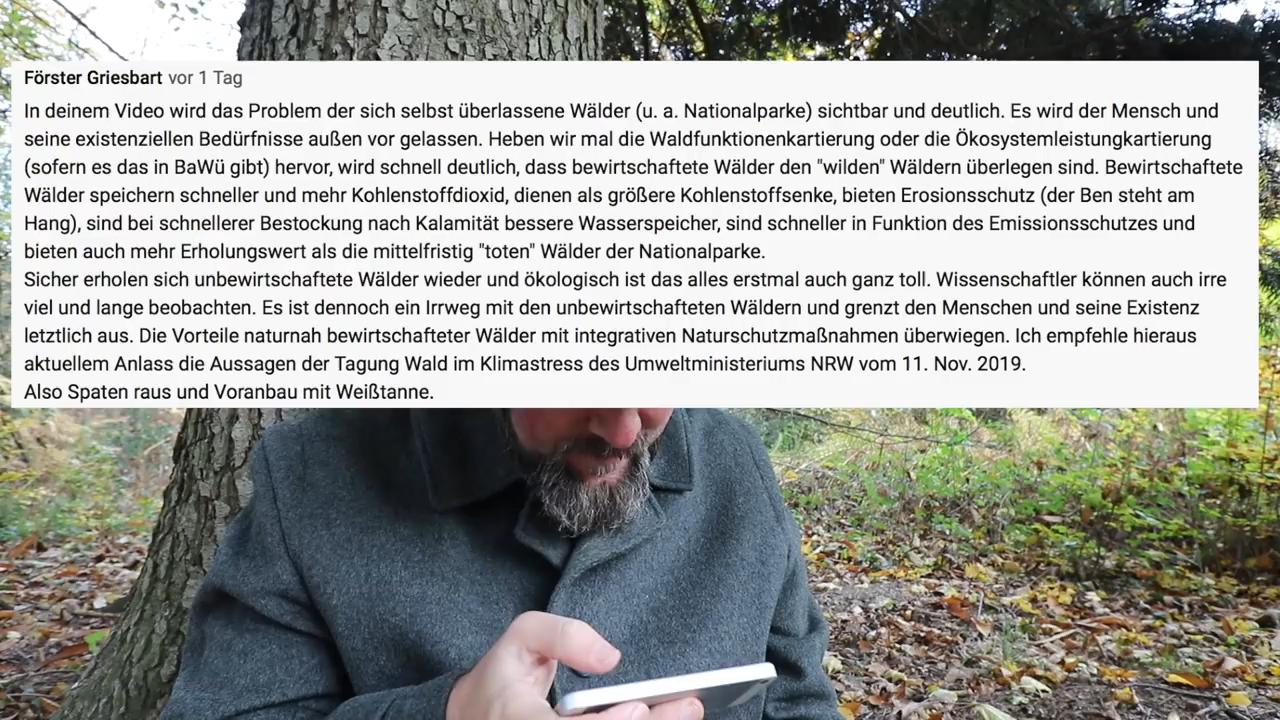 Förster Griesbart vor 1 Tag
In deinem Video wird das Problem der sich selbst überlassene Wälder (u. a. Nationalparke) sichtbar und deutlich. Es wird der Mensch und
seine existenziellen Bedürfnisse außen vor gelassen. Heben wir mal die Waldfunktionenkartierung oder die Ökosystemleistungkartierung
(sofern es das in BaWü gibt) hervor, wird schnell deutlich, dass bewirtschaftete Wälder den "wilden" Wäldern überlegen sind. Bewirtschaftete
Wälder speichern schneller und mehr Kohlenstoffdioxid, dienen als größere Kohlenstoffsenke, bieten Erosionsschutz (der Ben steht am
Hang), sind bei schnellerer Bestockung nach Kalamität bessere Wasserspeicher, sind schneller in Funktion des Emissionsschutzes und
bieten auch mehr Erholungswert als die mittelfristig "toten" Wälder der Nationalparke.
Sicher erholen sich unbewirtschaftete Wälder wieder und ökologisch ist das alles erstmal auch ganz toll. Wissenschaftler können auch irre
viel und lange beobachten. Es ist dennoch ein Irrweg mit den unbewirtschafteten Wäldern und grenzt den Menschen und seine Existenz
letztlich aus. Die Vorteile naturnah bewirtschafteter Wälder mit integrativen Naturschutzmaßnahmen überwiegen. Ich empfehle hieraus
aktuellem Anlass die Aussagen der Tagung Wald im Klimastress des Umweltministeriums NRW vom 11. Nov. 2019.
Also Spaten raus und Voranbau mit Weißtanne.